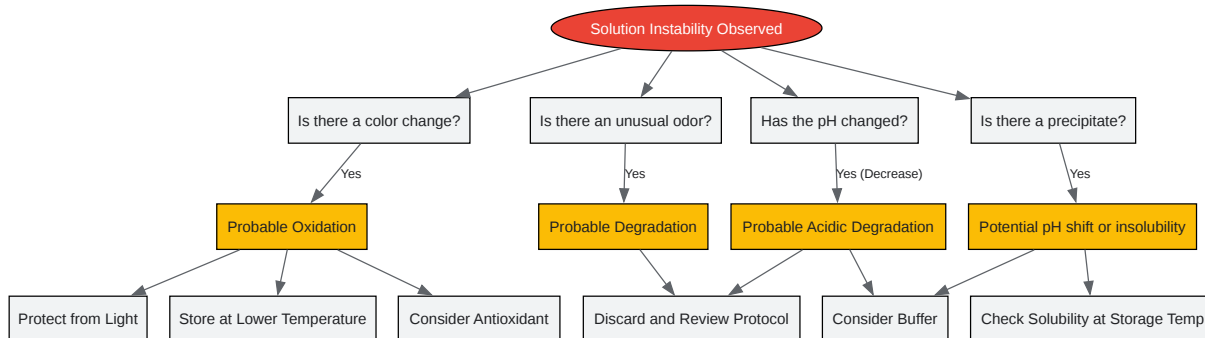 Solution Instability Observed
Is there a color change?
Is there an unusual odor?
Has the pH changed?
Is there a precipitate?
Yes
Yes
Yes (Decrease)
Yes
Probable Oxidation
Probable Degradation
Probable Acidic Degradation
Potential pH shift or insolubility
Protect from Light
Store at Lower Temperature
Consider Antioxidant
Discard and Review Protocol
Consider Buffer
Check Solubility at Storage Temp